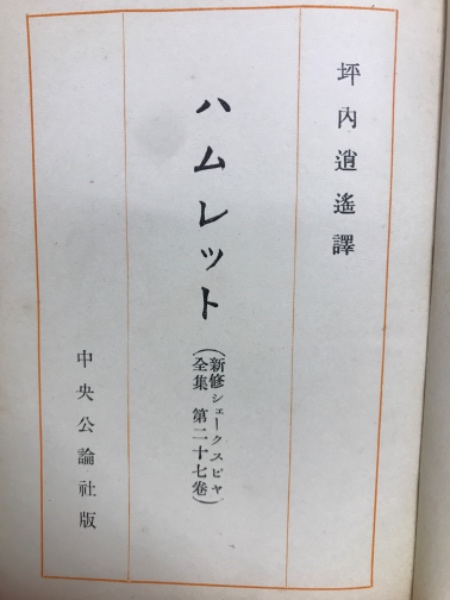 坪內逍遙譯
ハムレット
(新修シェークスピヤ
全集 第二十七卷)
中央公論社版